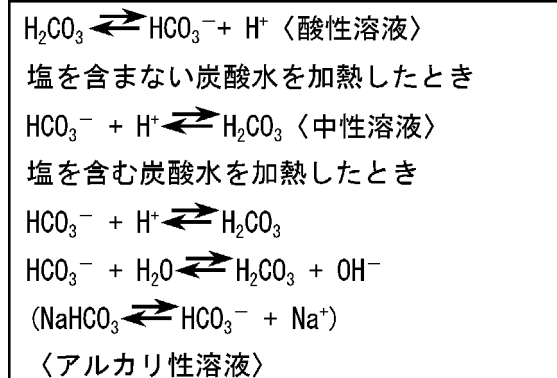 H₂CO₃ ⇄ HCO₃⁻ + H⁺〈酸性溶液〉
塩を含まない炭酸水を加熱したとき
HCO₃⁻ + H⁺ ⇄ H₂CO₃〈中性溶液〉
塩を含む炭酸水を加熱したとき
HCO₃⁻ + H⁺ ⇄ H₂CO₃
HCO₃⁻ + H₂O ⇄ H₂CO₃ + OH⁻
(NaHCO₃ ⇄ HCO₃⁻ + Na⁺)
〈アルカリ性溶液〉